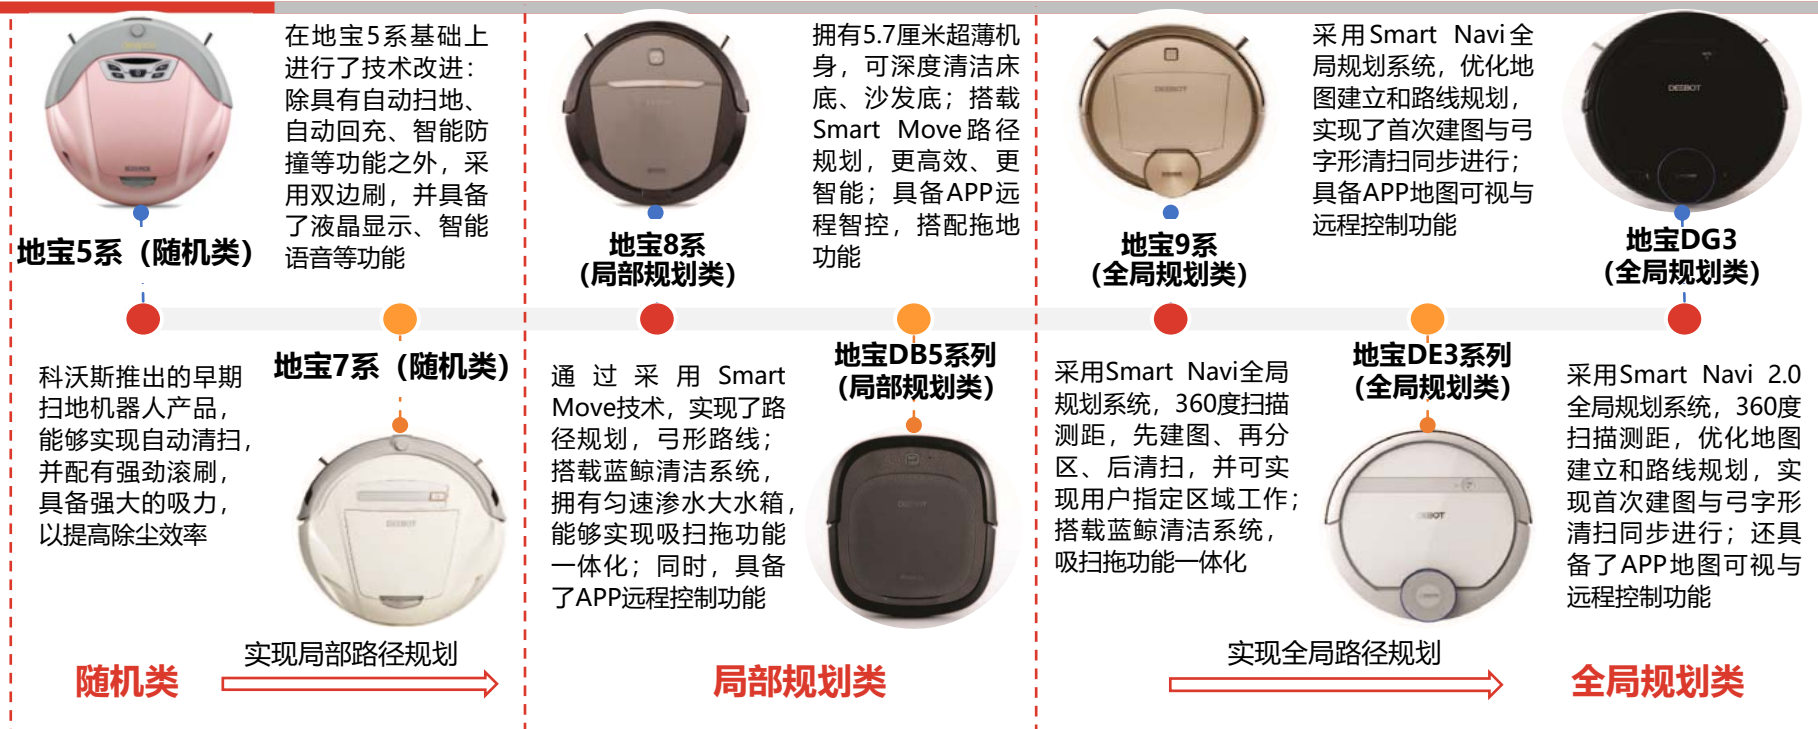 地宝5系（随机类）
科沃斯推出的早期
扫地机器人产品，
能够实现自动清扫，
并配有强劲滚刷，
具备强大的吸力，
以提高除尘效率
在地宝5系基础上
进行了技术改进：
除具有自动扫地、
自动回充、智能防
撞等功能之外，采
用双边刷，并具备
了液晶显示、智能
语音等功能
地宝7系（随机类）
DEEBOT
地宝8系
（局部规划类）
通过采用Smart
Move技术，实现了路
径规划，弓形路线；
搭载蓝鲸清洁系统，
拥有匀速渗水大水箱，
能够实现吸扫拖功能
一体化；同时，具备
了APP远程控制功能
拥有5.7厘米超薄机
身，可深度清洁床
底、沙发底；搭载
Smart Move路径
规划，更高效、更
智能；具备APP远
程智控，搭配拖地
功能
地宝DB5系列
（局部规划类）
DEEBOT
DEEBOT
地宝9系
（全局规划类）
采用Smart Navi全局
规划系统，360度扫描
测距，先建图、再分
区、后清扫，并可实
现用户指定区域工作；
搭载蓝鲸清洁系统，
吸扫拖功能一体化
采用Smart Navi全
局规划系统，优化地
图建立和路线规划，
实现了首次建图与弓
字形清扫同步进行；
具备APP地图可视与
远程控制功能
地宝DE3系列
（全局规划类）
DEEBOT
DEEBOT
地宝DG3
（全局规划类）
采用Smart Navi 2.0
全局规划系统，360度
扫描测距，优化地图
建立和路线规划，实
现首次建图与弓字形
清扫同步进行；还具
备了APP地图可视与
远程控制功能
随机类
实现局部路径规划
局部规划类
实现全局路径规划
全局规划类